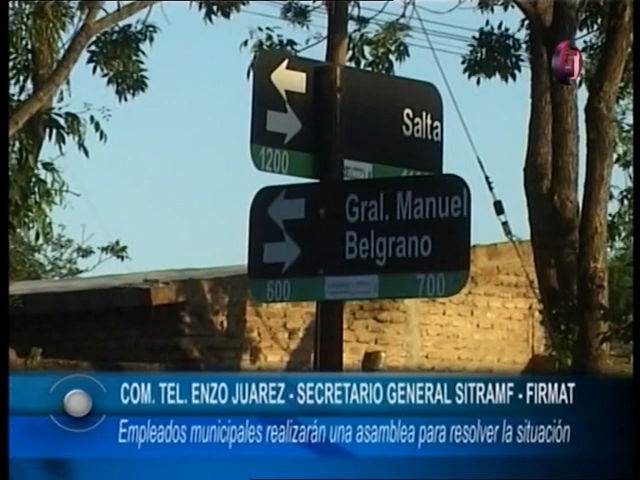 Salta
1200
Gral. Manuel
Belgrano
600
700
COM. TEL. ENZO JUAREZ - SECRETARIO GENERAL SITRAMF - FIRMAT
Empleados municipales realizarán una asamblea para resolver la situación